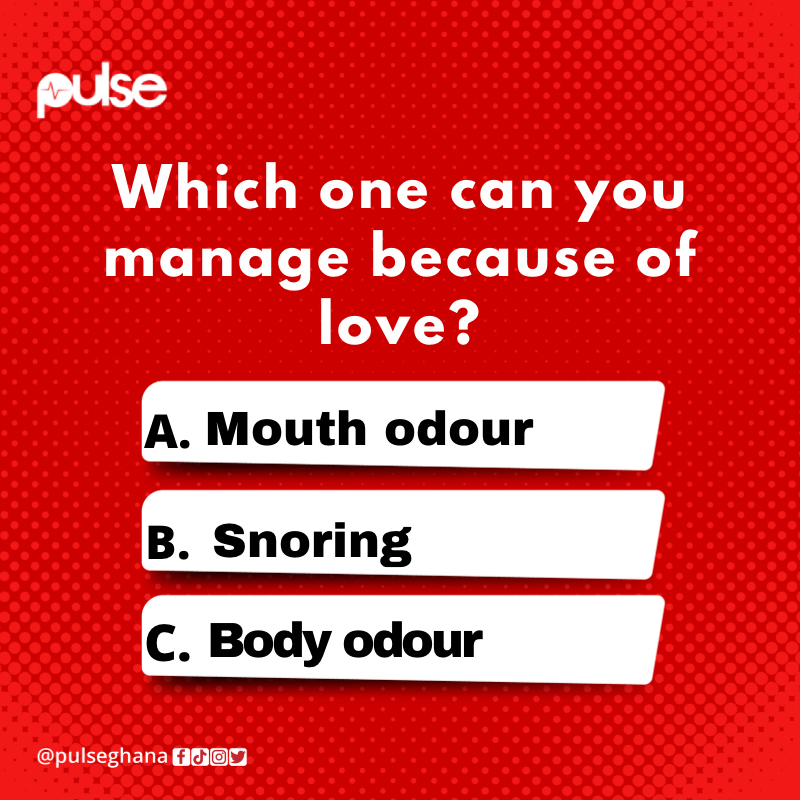 pulse
Which one can you
manage because of
love?
A. Mouth odour
B. Snoring
C. Body odour
@pulseghana